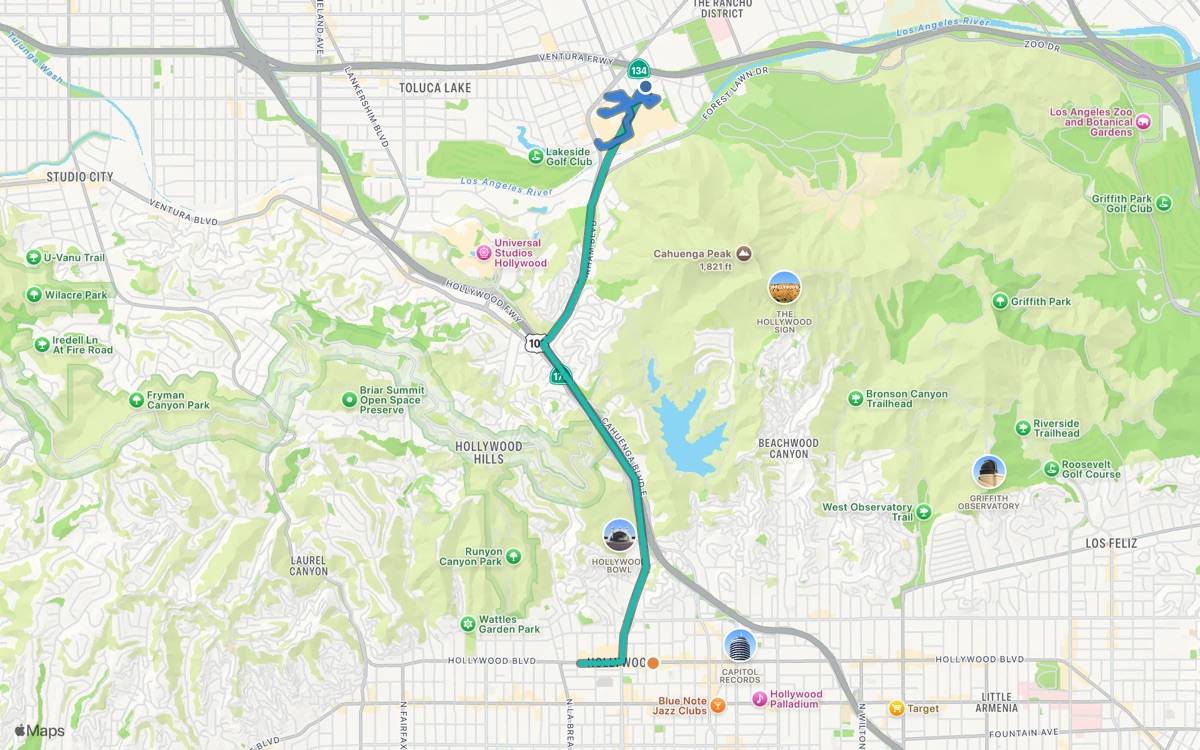 THE RANCHO
DISTRICT
Los Angeles River
ZOO DR
VENTURA FRWY
134
Tujunga Wash
LANKERSHIM BLVD
TOLUCA LAKE
FOREST LAWN DR
Los Angeles Zoo
and Botanical
Gardens
Lakeside
Golf Club
STUDIO CITY
Los Angeles River
VENTURA BLVD
Griffith Park
Golf Club
Universal
Studios
Hollywood
U-Vanu Trail
Cahuenga Peak
1,821 ft
Wilacre Park
HOLLYWOOD FWY
THE
HOLLYWOOD
SIGN
Griffith Park
Iredell Ln
At Fire Road
Fryman
Canyon Park
Briar Summit
Open Space
Preserve
Bronson Canyon
Trailhead
Riverside
Trailhead
CAHUENGA BLVD E
HOLLYWOOD
HILLS
BEACHWOOD
CANYON
Roosevelt
Golf Course
GRIFFITH
OBSERVATORY
West Observatory
Trail
LOS FELIZ
Runyon
Canyon Park
HOLLYWOOD
BOWL
LAUREL
CANYON
Wattles
Garden Park
HOLLYWOOD BLVD
CAPITOL
RECORDS
HOLLYWOOD BLVD
Blue Note
Jazz Clubs
Hollywood
Palladium
Target
LITTLE
ARMENIA
N FAIRFAX
N LA BREA
N WILTON
FOUNTAIN AVE
Maps
BLVD